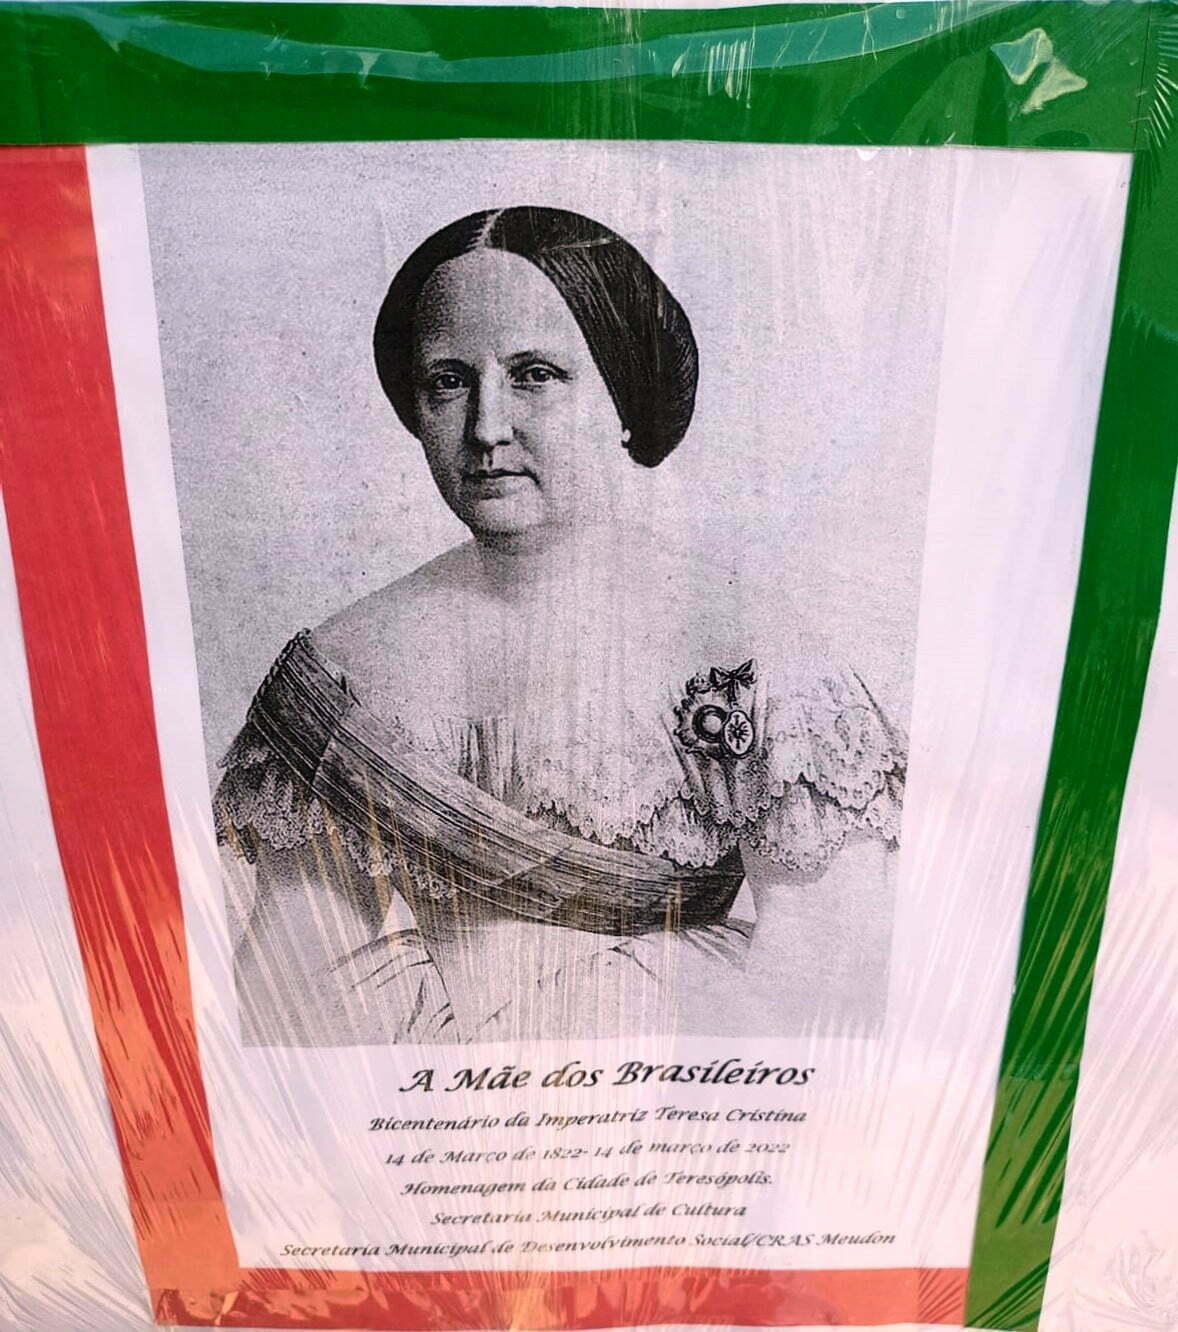 A Mãe dos Brasileiros
Bicentenário da Imperatriz Teresa Cristina
14 de Março de 1822- 14 de março de 2022
Homenagem da Cidade de Teresópolis.
Secretaria Municipal de Cultura
Secretaria Municipal de Desenvolvimento Social/CRAS Meudon